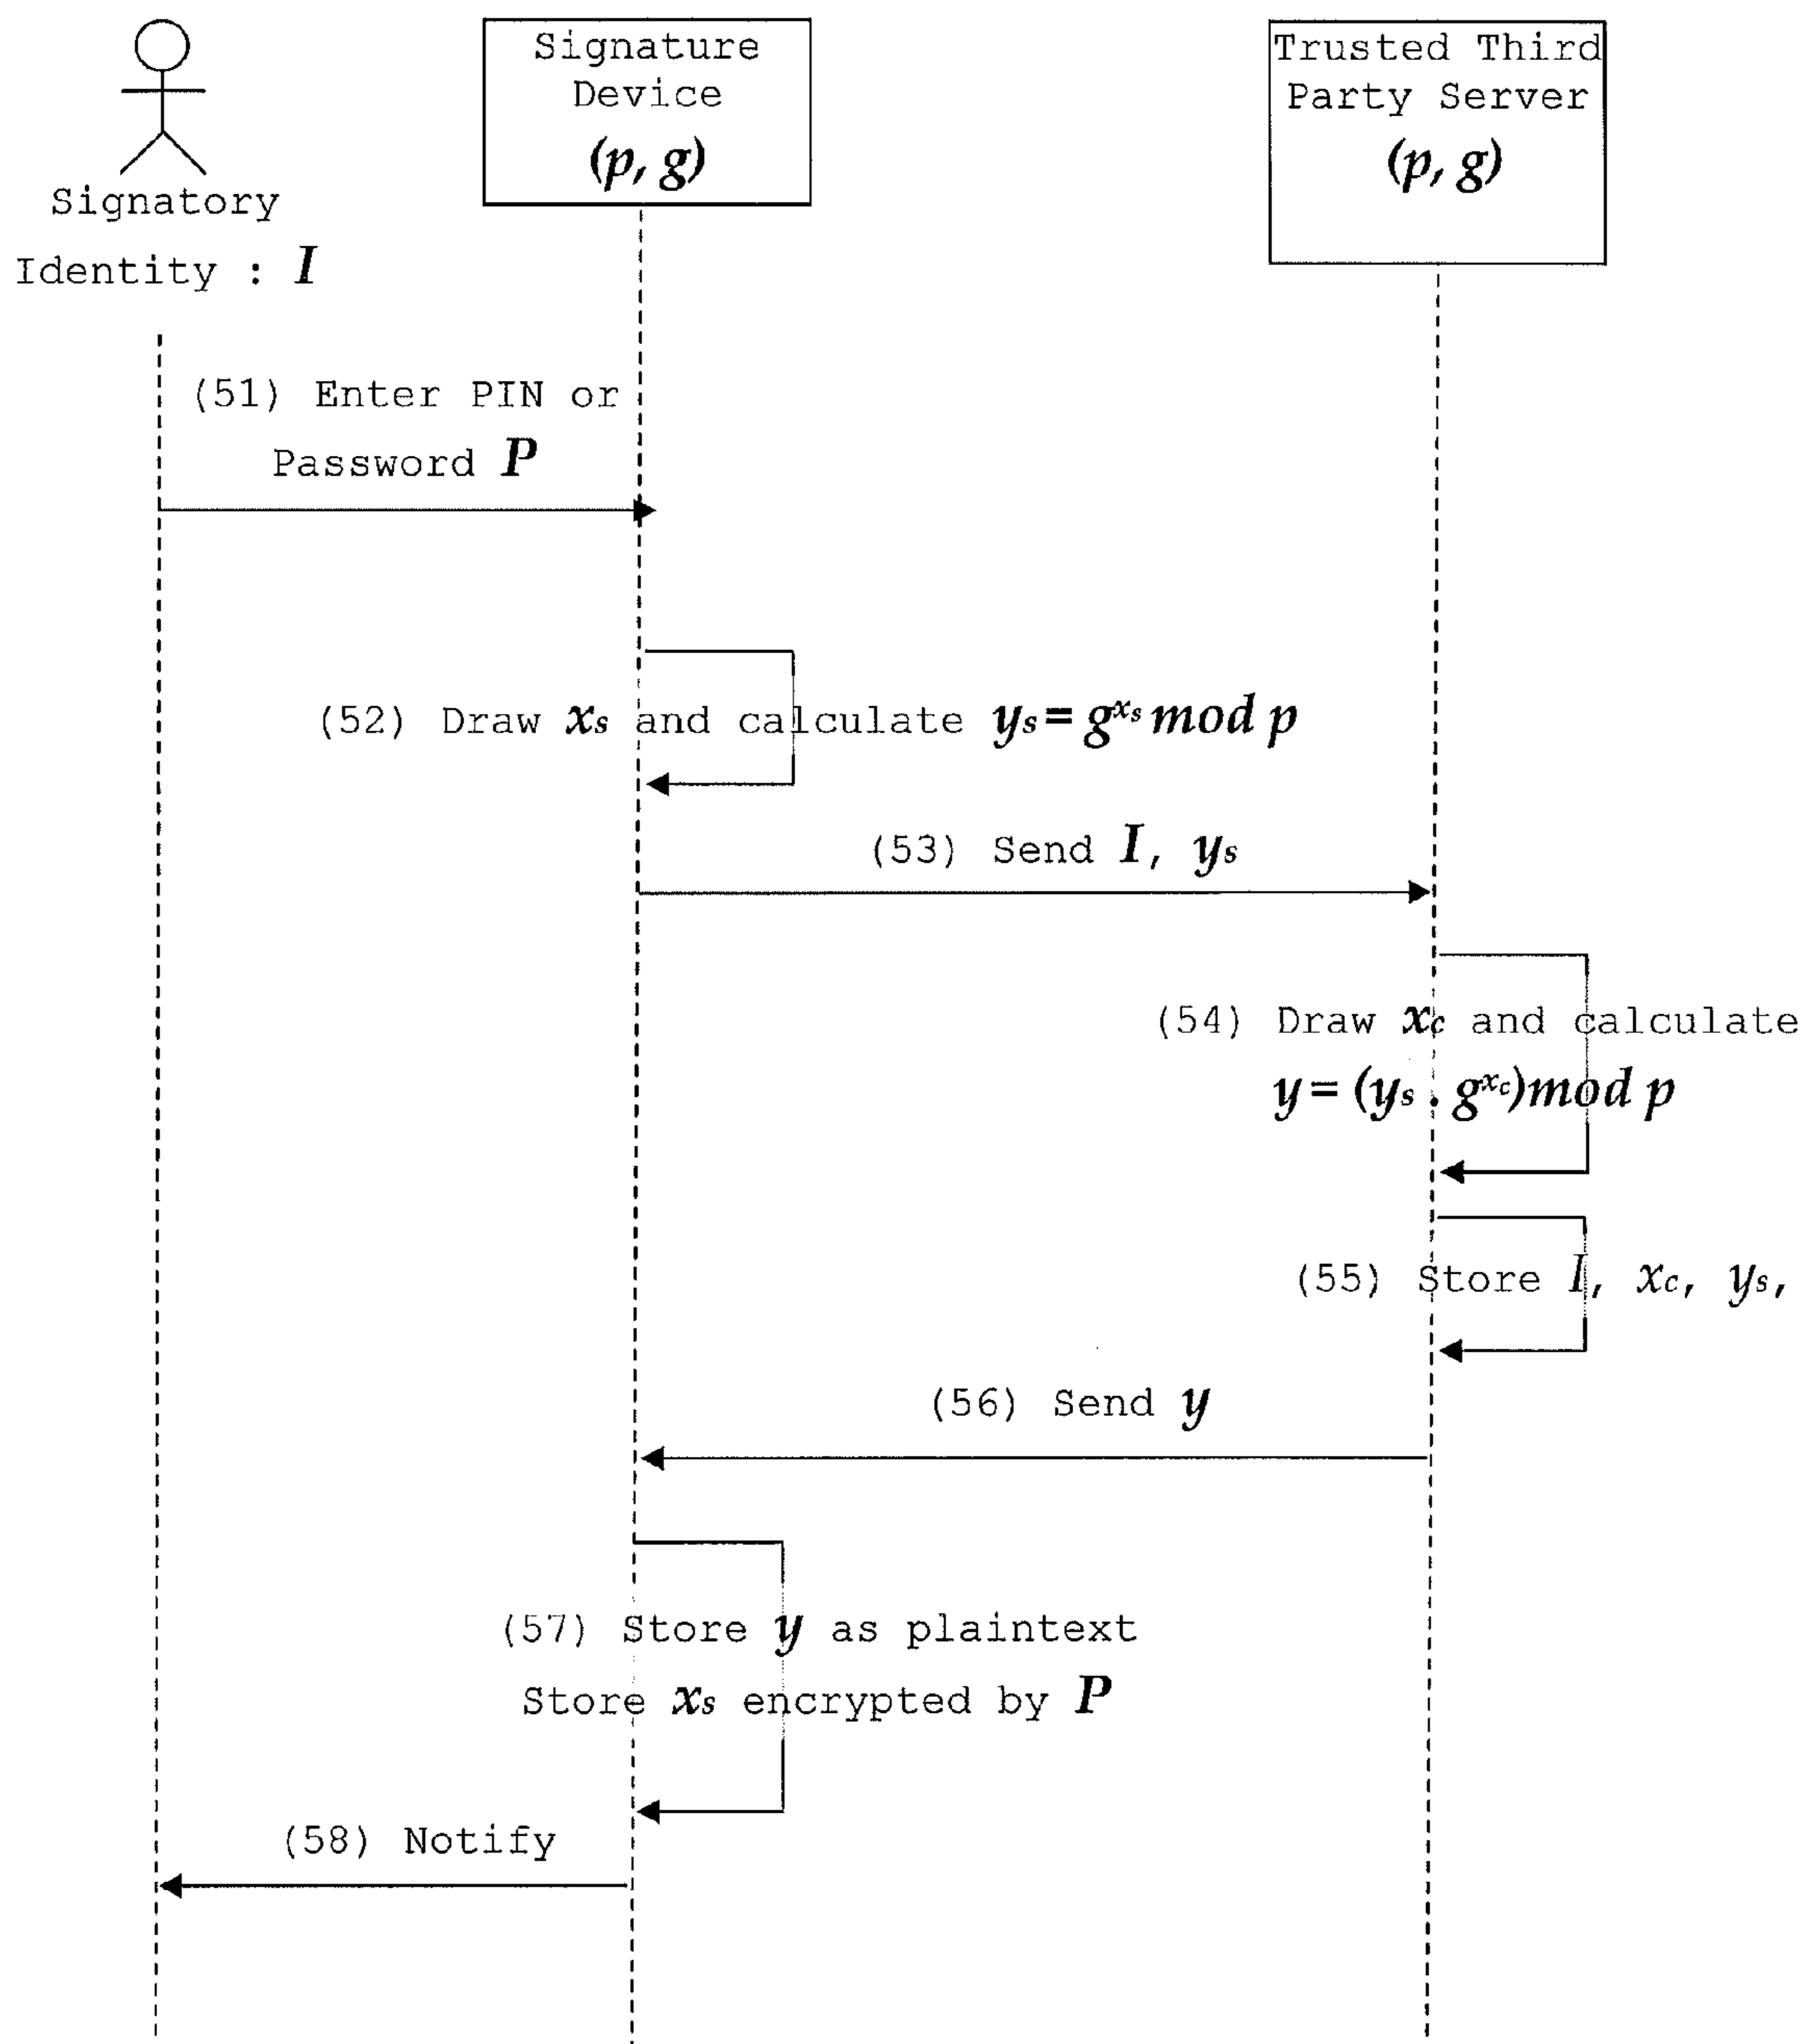 Signature
Device
(p, g)
Trusted Third
Party Server
(p, g)
Signatory
Identity : I
(51) Enter PIN or
Password P
(52) Draw xs and calculate ys = g^xs mod p
(53) Send I, ys
(54) Draw xc and calculate
y = (ys . g^xc) mod p
(55) Store I, xc, ys,
(56) Send y
(57) Store y as plaintext
Store xs encrypted by P
(58) Notify